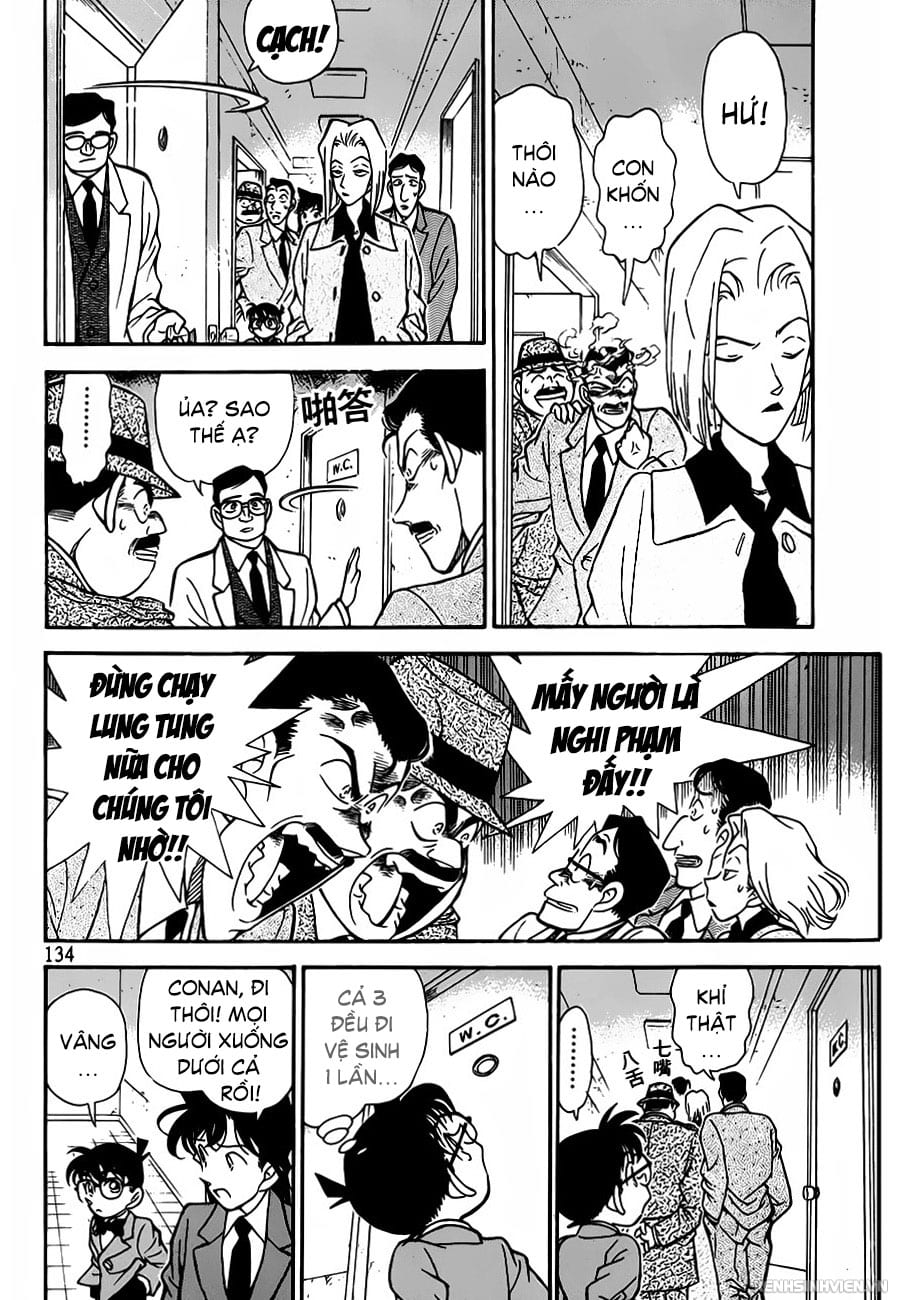 HỨ!
CON
KHỐN
...
THÔI
NÀO
...
CẠCH!
啪答
W.C.
ỦA? SAO
THẾ Ạ?
........
MẤY NGƯỜI LÀ
NGHI PHẠM
ĐẤY!!
ĐỪNG CHẠY
LUNG TUNG
NỮA CHO
CHÚNG TÔI
NHỜ!!
134
KHỈ
THẬT
...
七嘴
八舌
........
W.C.
CẢ 3
ĐỀU ĐI
VỆ SINH
1 LẦN...
CONAN, ĐI
THÔI! MỌI
NGƯỜI XUỐNG
DƯỚI CẢ
RỒI!
VÂNG
...